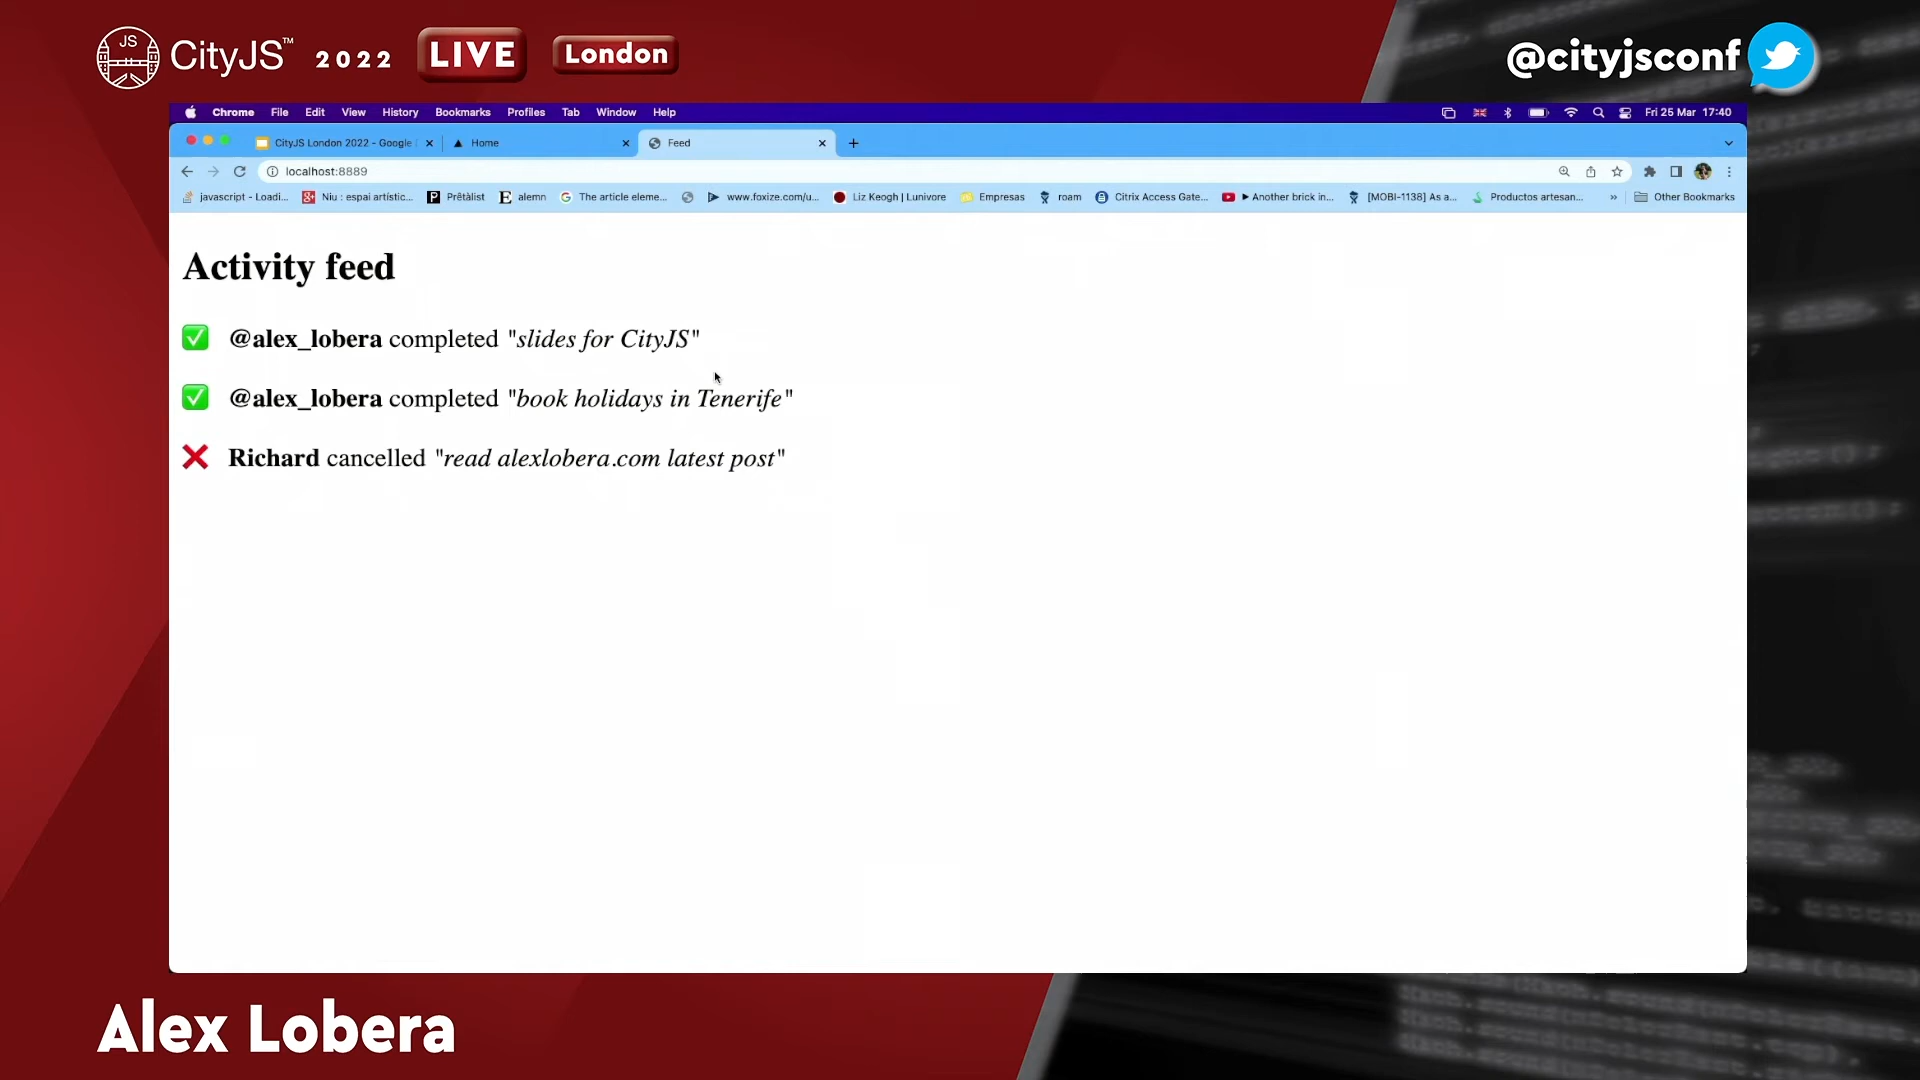 JS
CityJS™ 2022 LIVE London
@cityjsconf
Chrome File Edit View History Bookmarks Profiles Tab Window Help
Fri 25 Mar 17:40
CityJS London 2022 - Google
Home
Feed
localhost:8889
javascript - Loadi... Niu : espai artístic... Prêtàlist alemn The article eleme... www.foxize.com/u... Liz Keogh | Lunivore Empresas roam Citrix Access Gate... ►Another brick in... [MOBI-1138] As a... Productos artesan... » Other Bookmarks
Activity feed
@alex_lobera completed "slides for CityJS"
@alex_lobera completed "book holidays in Tenerife"
Richard cancelled "read alexlobera.com latest post"
Alex Lobera